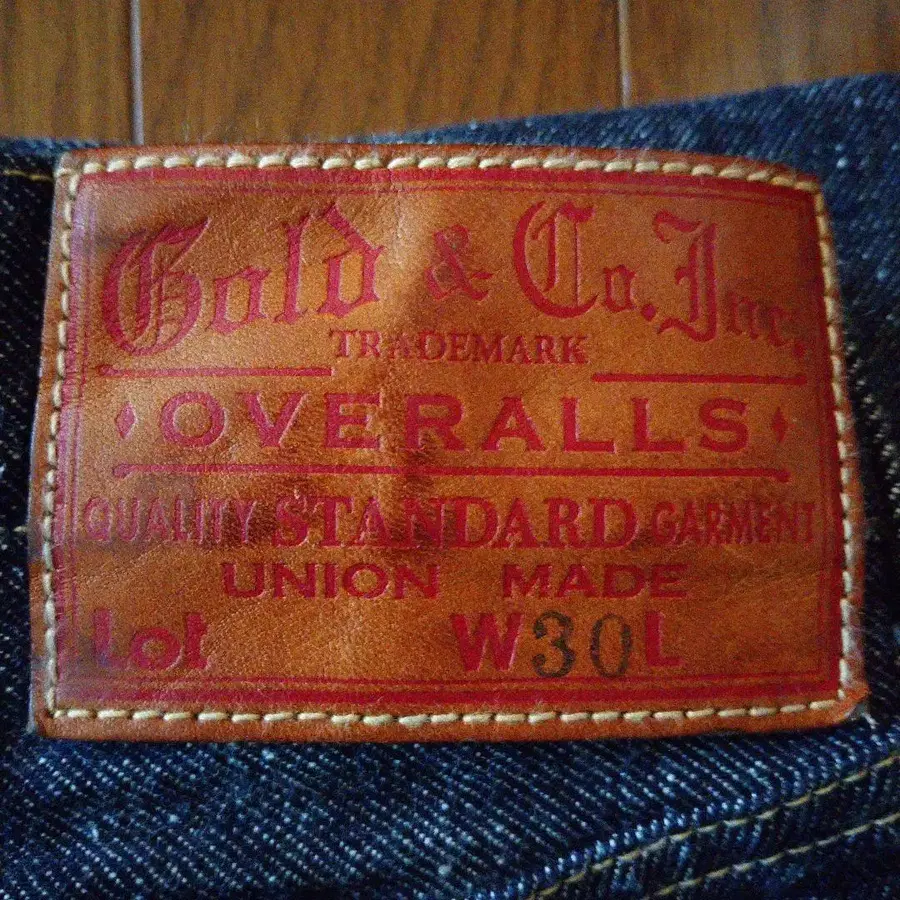 Gold & Co. Inc.
TRADEMARK
OVERALLS
QUALITY STANDARD GARMENT
UNION MADE
Lot W30L